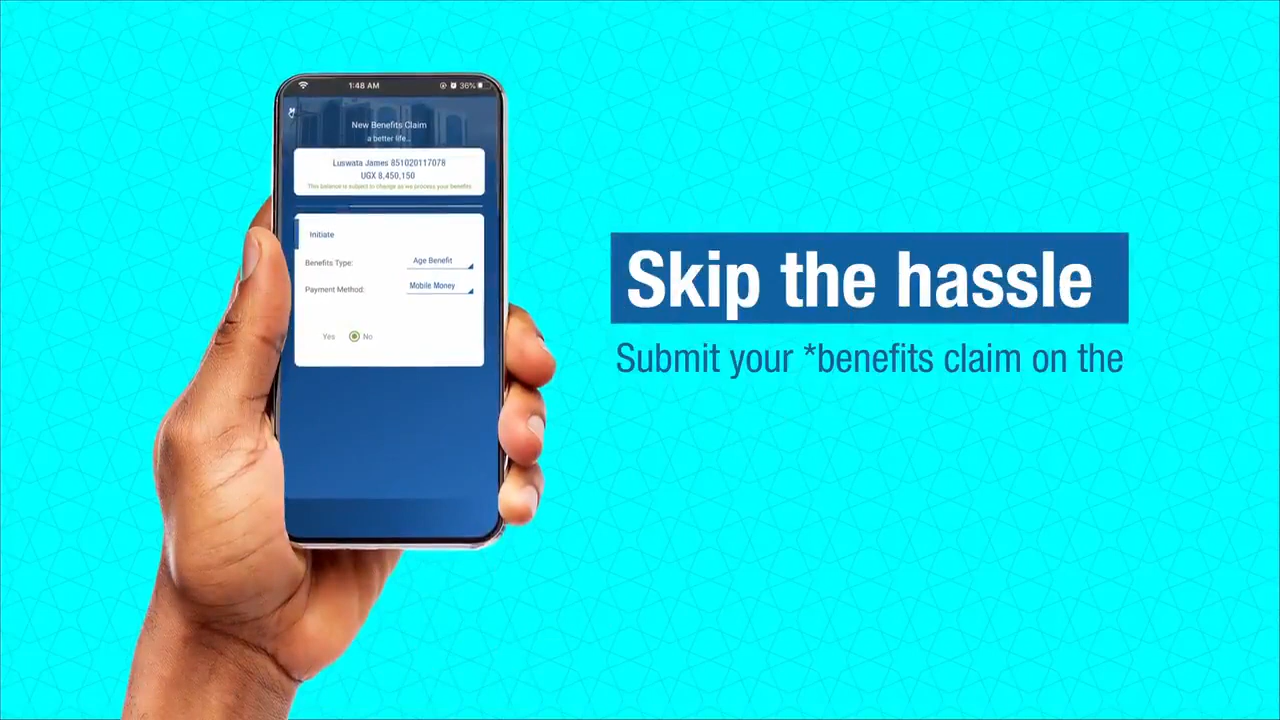 1:48 AM
36%
New Benefits Claim
a better life...
Luswata James 851020117078
UGX 8,450,150
This balance is subject to change as we process your benefits
Initiate
Benefits Type:
Age Benefit
Payment Method:
Mobile Money
Yes
No
Skip the hassle
Submit your *benefits claim on the